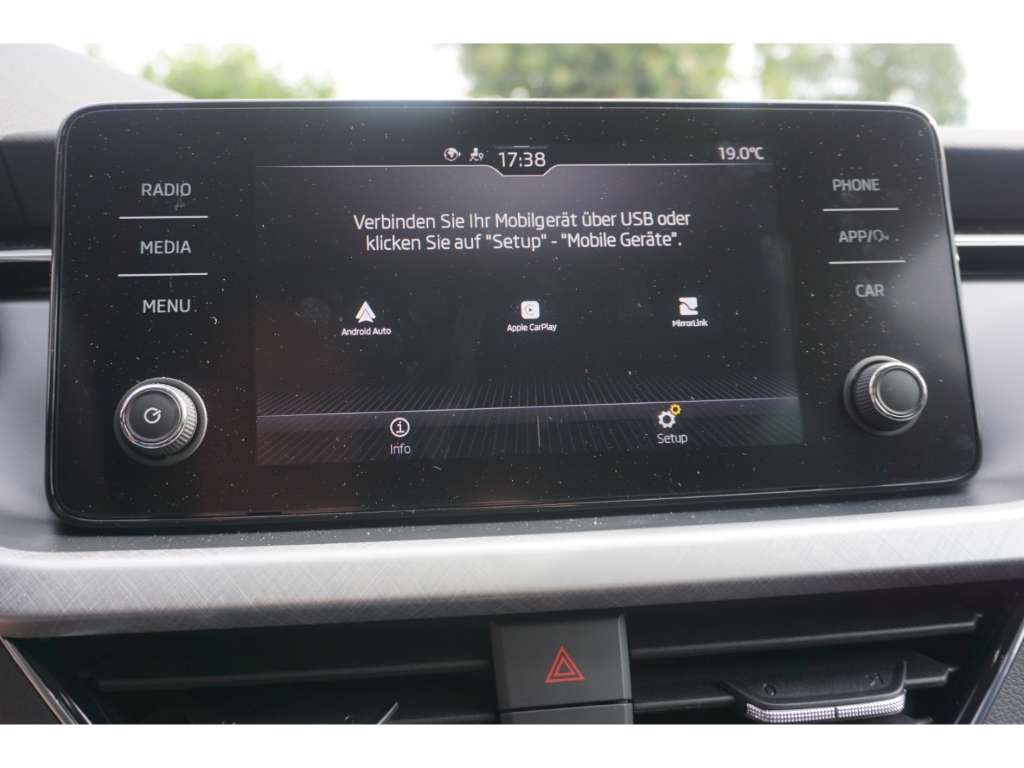 17:38
19.0°C
RADIO
MEDIA
MENU
Verbinden Sie Ihr Mobilgerät über USB oder
klicken Sie auf "Setup" - "Mobile Geräte".
Android Auto
Apple CarPlay
MirrorLink
Info
Setup
PHONE
APP/
CAR